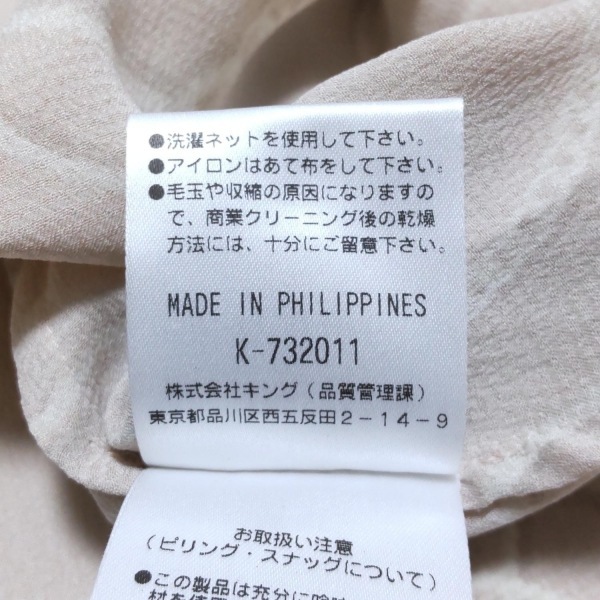 ●洗濯ネットを使用して下さい。
●アイロンはあて布をして下さい。
●毛玉や収縮の原因になりますの
で、商業クリーニング後の乾燥
方法には、十分にご留意下さい。
MADE IN PHILIPPINES
K-732011
株式会社キング(品質管理課)
東京都品川区西五反田2-14-9
お取扱い注意
(ピリング・スナッグについて)
●この製品は充分に吟味
材を使